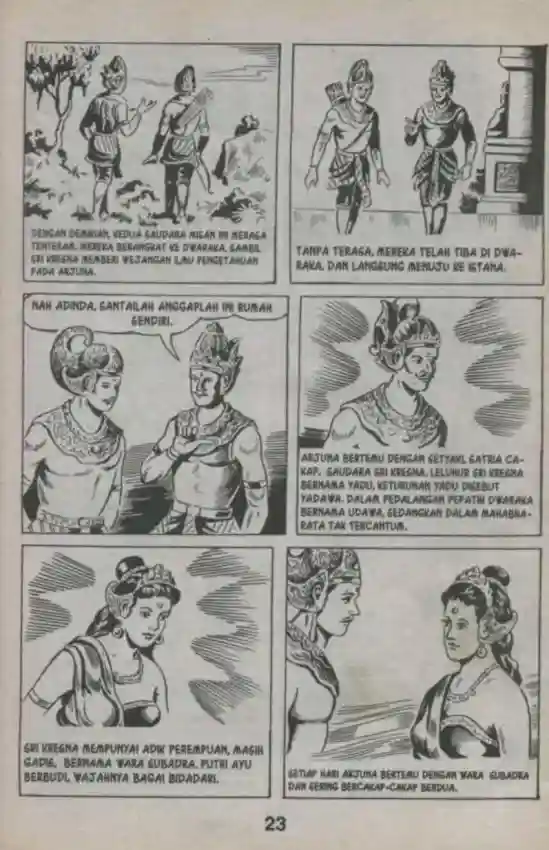 DENGAN DEMIKIAN, KEDUA SAUDARA MISAN INI MERASA
TENTERAM. MEREKA BERANGKAT KE DWARAKA, SAMBIL
SRI KRESNA MEMBERI WEJANGAN ILMU PENGETAHUAN
PADA ARJUNA.
TANPA TERASA, MEREKA TELAH TIBA DI DWA-
RAKA, DAN LANGSUNG MENUJU KE ISTANA.
NAH ADINDA, SANTAILAH ANGGAPLAH INI RUMAH
SENDIRI.
ARJUNA BERTEMU DENGAN SETYAKI, SATRIA CA-
KAP. SAUDARA SRI KRESNA. LELUHUR SRI KRESNA
BERNAMA YADU, KETURUNAN YADU DISEBUT
YADAWA. DALAM PEDALANGAN PEPATIH DWARAKA
BERNAMA UDAWA, SEDANGKAN DALAM MAHABHA-
RATA TAK TERCANTUM.
SRI KRESNA MEMPUNYAI ADIK PEREMPUAN, MASIH
GADIS, BERNAMA WARA SUBADRA. PUTRI AYU
BERBUDI, WAJAHNYA BAGAI BIDADARI.
SETIAP HARI ARJUNA BERTEMU DENGAN WARA SUBADRA
DAN SERING BERCAKAP-CAKAP BERDUA.
23